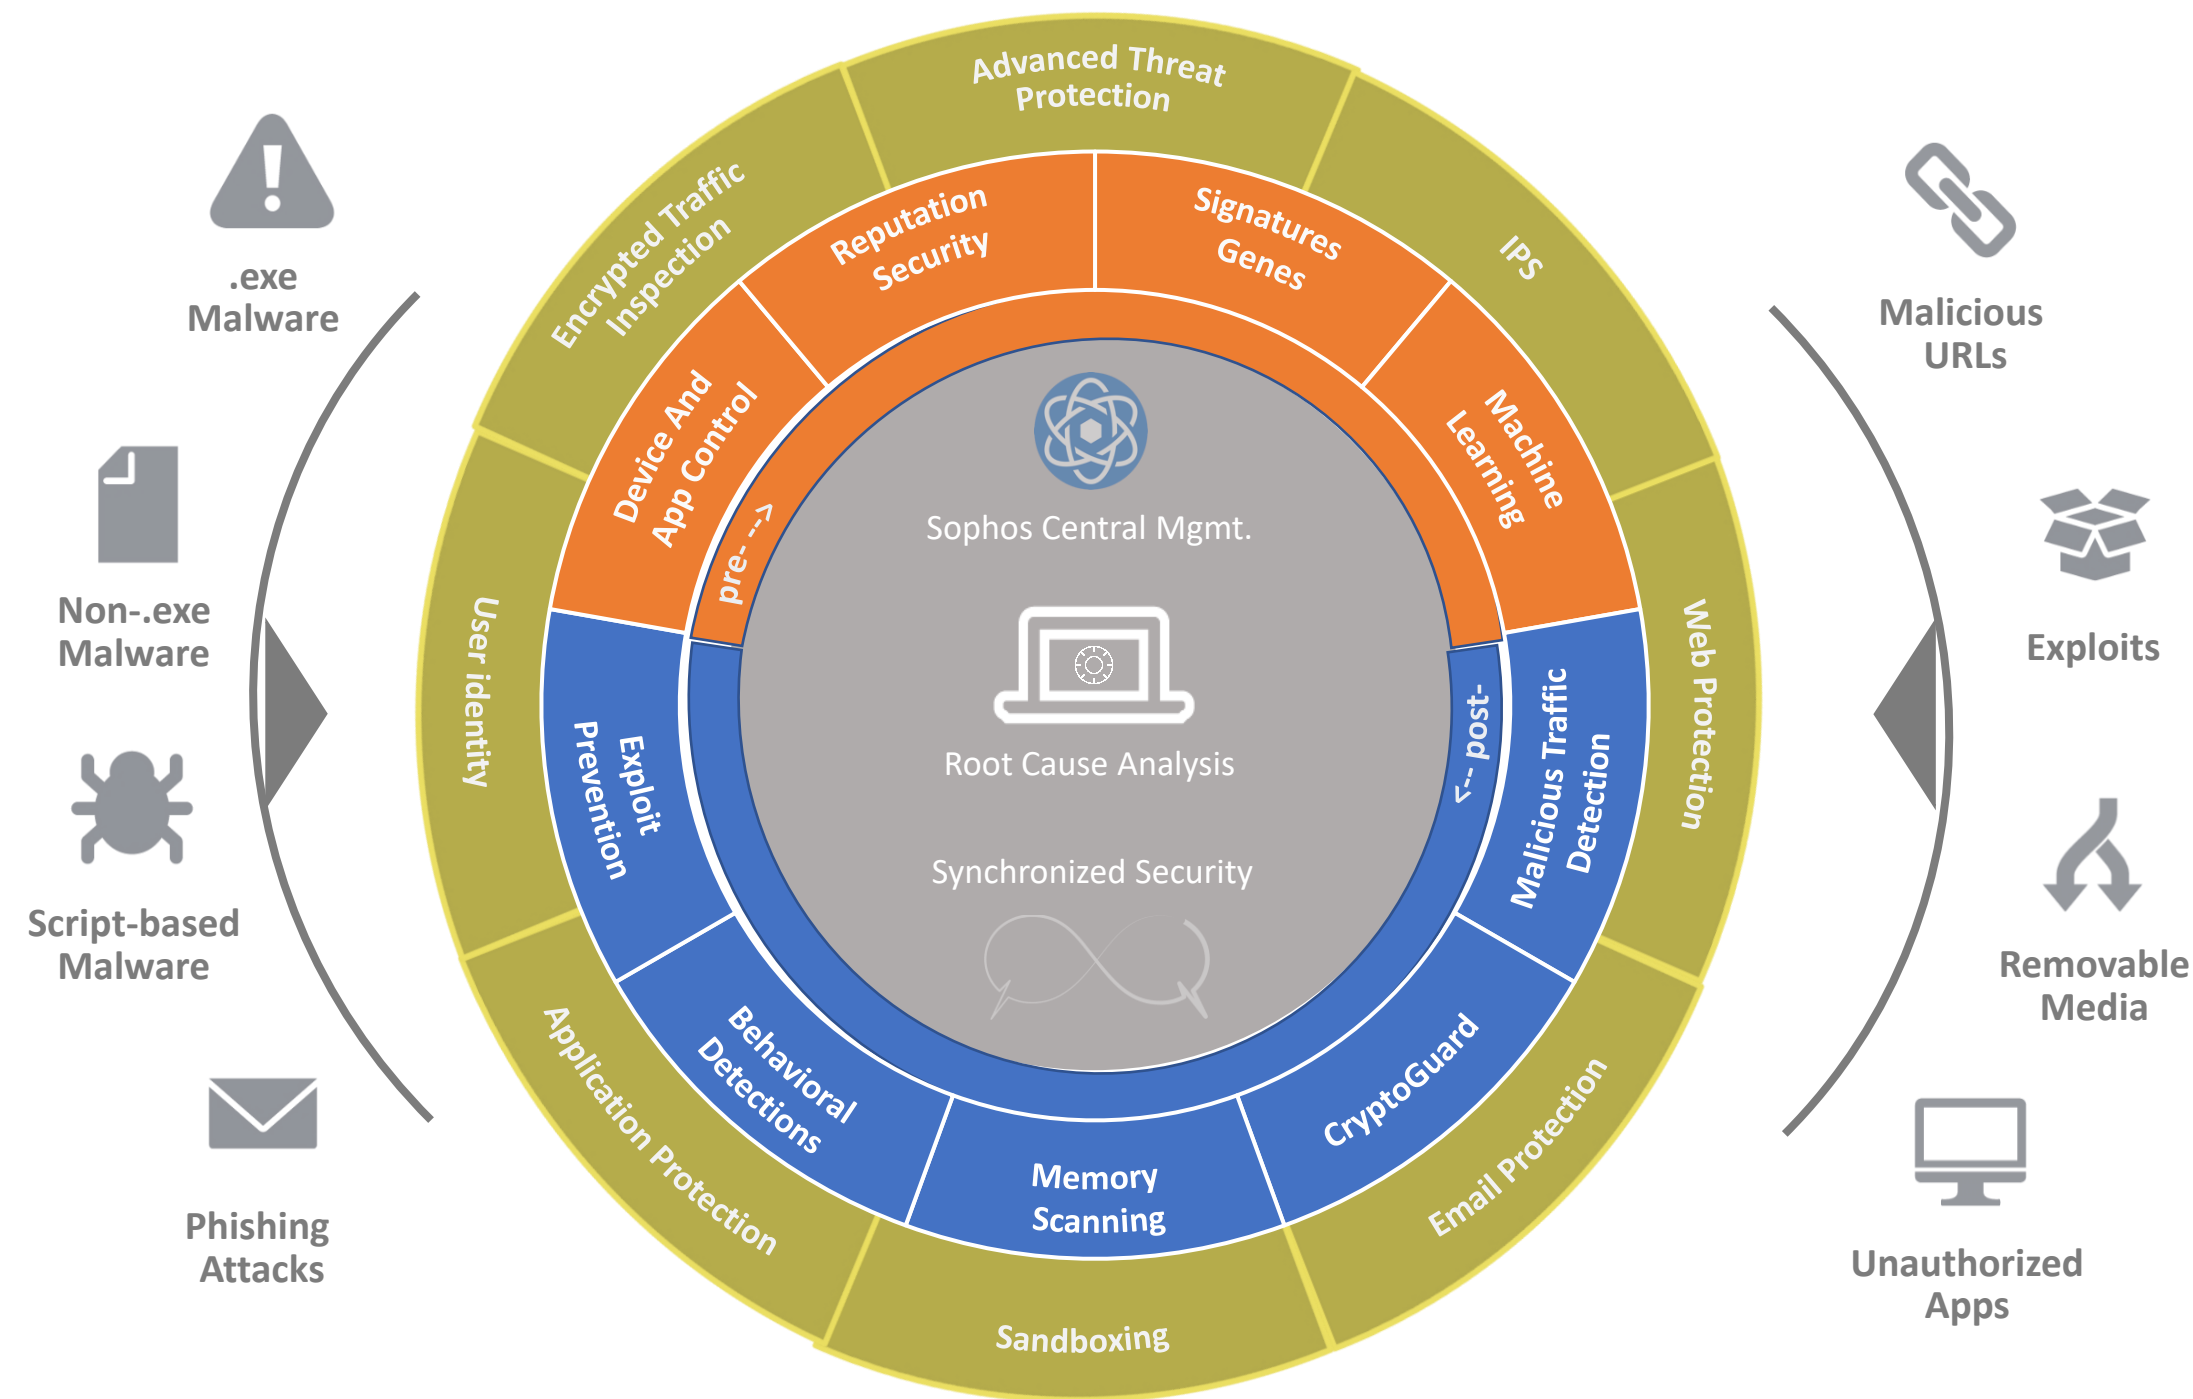 Advanced Threat
Protection
IPS
Web Protection
Email Protection
Sandboxing
Application Protection
User identity
Encrypted Traffic
Inspection
Reputation
Security
Signatures
Genes
Machine
Learning
Malicious Traffic
Detection
CryptoGuard
Memory
Scanning
Behavioral
Detections
Exploit
Prevention
Device And
App Control
pre- --->
<--- post-
Sophos Central Mgmt.
Root Cause Analysis
Synchronized Security
.exe
Malware
Non-.exe
Malware
Script-based
Malware
Phishing
Attacks
Malicious
URLs
Exploits
Removable
Media
Unauthorized
Apps